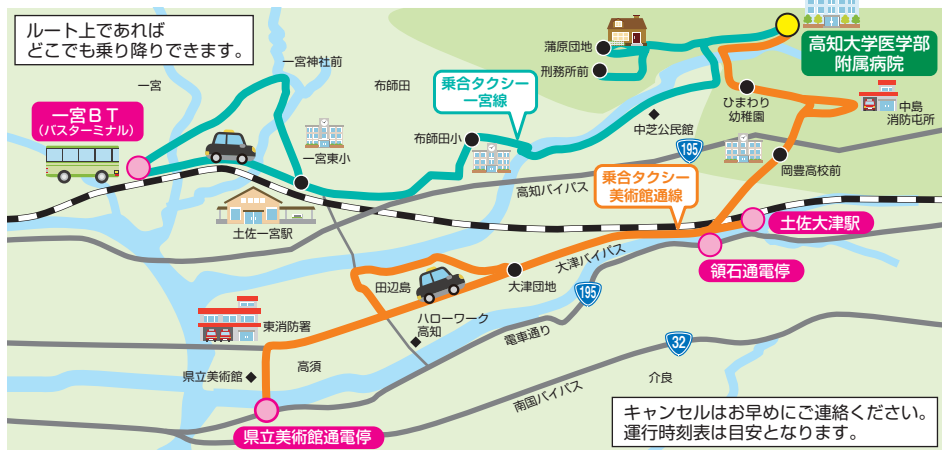 ルート上であれば
どこでも乗り降りできます。
一宮神社前
一宮
布師田
乗合タクシー
一宮線
蒲原団地
刑務所前
高知大学医学部
附属病院
一宮BT
(バスターミナル)
一宮東小
布師田小
中芝公民館
ひまわり
幼稚園
中島
消防屯所
195
岡豊高校前
高知バイパス
乗合タクシー
美術館通線
土佐一宮駅
土佐大津駅
領石通電停
大津バイパス
田辺島
大津団地
195
ハローワーク
高知
電車通り
東消防署
32
高須
県立美術館
介良
南国バイパス
県立美術館通電停
キャンセルはお早めにご連絡ください。
運行時刻表は目安となります。